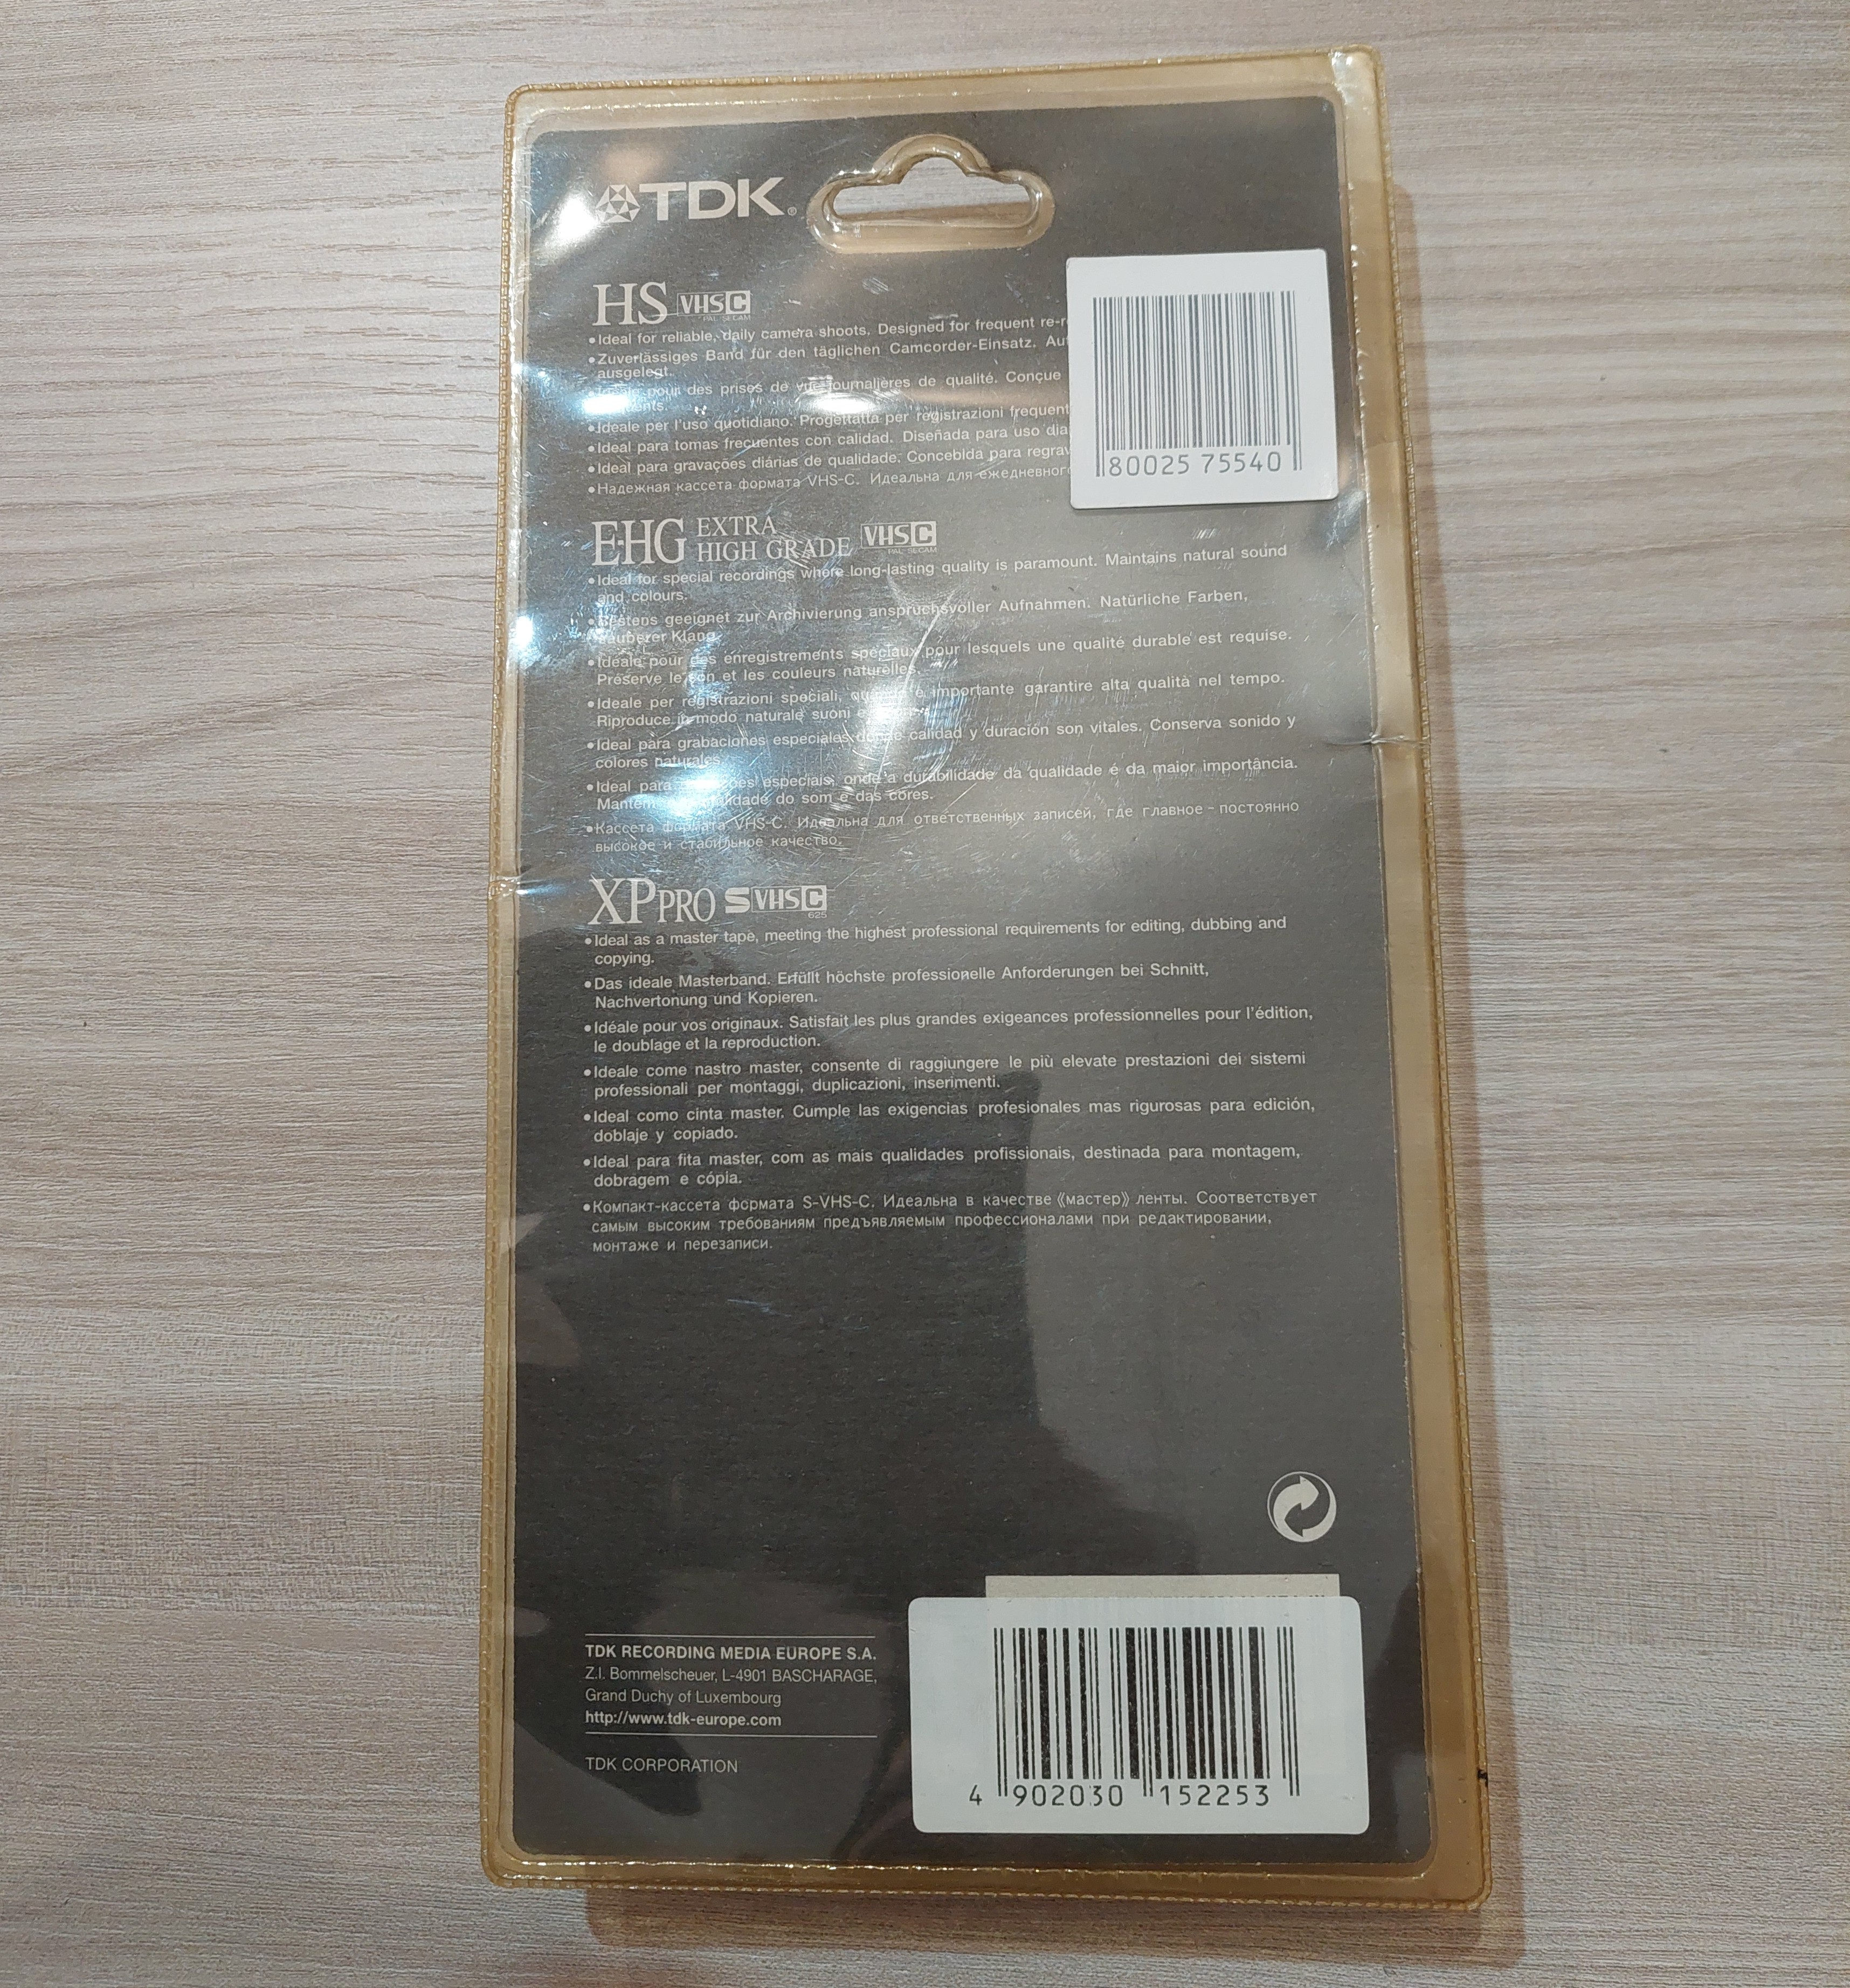 TDK®
HS VHS C
PAL SECAM
•Ideal for reliable, daily camera shoots. Designed for frequent re-r
•Zuverlässiges Band für den täglichen Camcorder-Einsatz. Au
ausgelegt.
pour des prises de vue journalières de qualité. Conçue
•Ideale per l'uso quotidiano. Progettatta per registrazioni frequent
•Ideal para tomas frecuentes con calidad. Diseñada para uso dia
•Ideal para gravações diárias de qualidade. Concebida para regrav
•Надежная кассета формата VHS-C. Идеальна для ежедневног
80025 75540
E-HG EXTRA HIGH GRADE VHS C
PAL SECAM
•Ideal for special recordings where long-lasting quality is paramount. Maintains natural sound
and colours.
•Bestens geeignet zur Archivierung anspruchsvoller Aufnahmen. Natürliche Farben,
sauberer Klang.
•Idéale pour des enregistrements spéciaux pour lesquels une qualité durable est requise.
Préserve le son et les couleurs naturelles.
•Ideale per registrazioni speciali, quando è importante garantire alta qualità nel tempo.
Riproduce in modo naturale suoni e
•Ideal para grabaciones especiales donde calidad y duración son vitales. Conserva sonido y
colores naturales.
•Ideal para especiais, onde a durabilidade da qualidade é da maior importância.
Mantém do som e das cores.
•Кассета формата VHS-C. Идеальна для ответственных записей, где главное - постоянно
высокое и стабильное качество.
XP PRO S VHS C
625
•Ideal as a master tape, meeting the highest professional requirements for editing, dubbing and
copying.
•Das ideale Masterband. Erfüllt höchste professionelle Anforderungen bei Schnitt,
Nachvertonung und Kopieren.
•Idéale pour vos originaux. Satisfait les plus grandes exigeances professionnelles pour l'édition,
le doublage et la reproduction.
•Ideale come nastro master, consente di raggiungere le più elevate prestazioni dei sistemi
professionali per montaggi, duplicazioni, inserimenti.
•Ideal como cinta master. Cumple las exigencias profesionales mas rigurosas para edición,
doblaje y copiado.
•Ideal para fita master, com as mais qualidades profissionais, destinada para montagem,
dobragem e cópia.
•Компакт-кассета формата S-VHS-C. Идеальна в качестве《мастер》ленты. Соответствует
самым высоким требованиям предъявляемым профессионалами при редактировании,
монтаже и перезаписи.
TDK RECORDING MEDIA EUROPE S.A.
Z.I. Bommelscheuer, L-4901 BASCHARAGE,
Grand Duchy of Luxembourg
http://www.tdk-europe.com
TDK CORPORATION
4 902030 152253